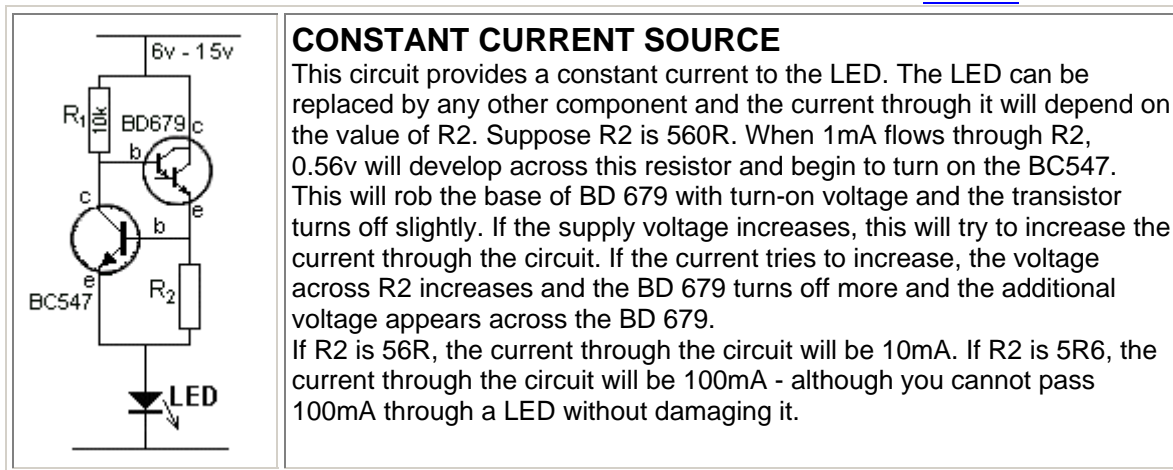 6v - 15v
R1
10k
BD679
c
b
e
c
b
e
BC547
R2
LED
CONSTANT CURRENT SOURCE
This circuit provides a constant current to the LED. The LED can be
replaced by any other component and the current through it will depend on
the value of R2. Suppose R2 is 560R. When 1mA flows through R2,
0.56v will develop across this resistor and begin to turn on the BC547.
This will rob the base of BD 679 with turn-on voltage and the transistor
turns off slightly. If the supply voltage increases, this will try to increase the
current through the circuit. If the current tries to increase, the voltage
across R2 increases and the BD 679 turns off more and the additional
voltage appears across the BD 679.
If R2 is 56R, the current through the circuit will be 10mA. If R2 is 5R6, the
current through the circuit will be 100mA - although you cannot pass
100mA through a LED without damaging it.